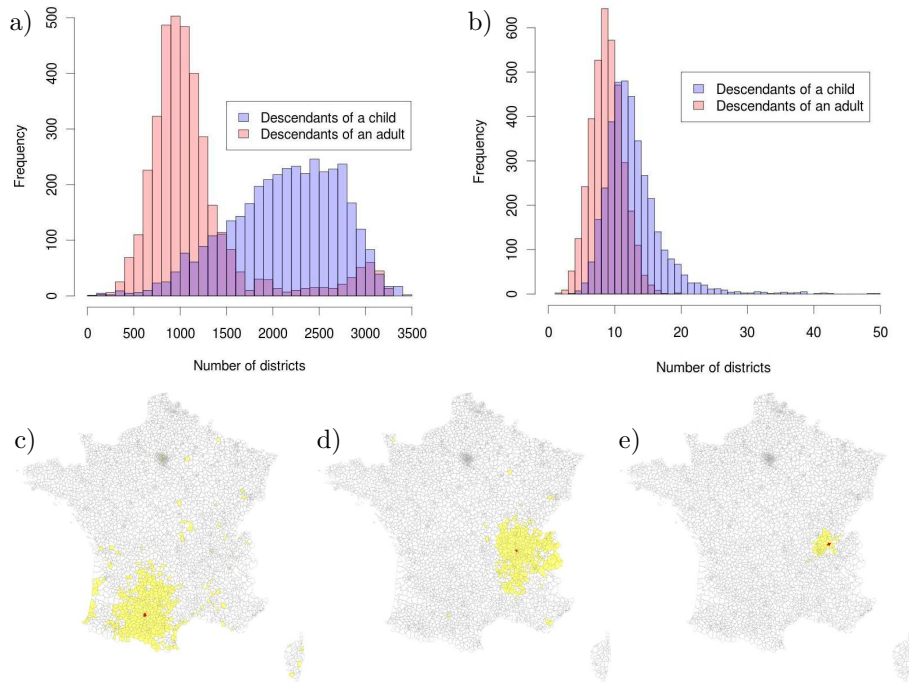 a)
500
400
300
200
100
0
Frequency
Descendants of a child
Descendants of an adult
0 500 1000 1500 2000 2500 3000 3500
Number of districts
b)
600
500
400
300
200
100
0
Frequency
Descendants of a child
Descendants of an adult
0 10 20 30 40 50
Number of districts
c)
d)
e)